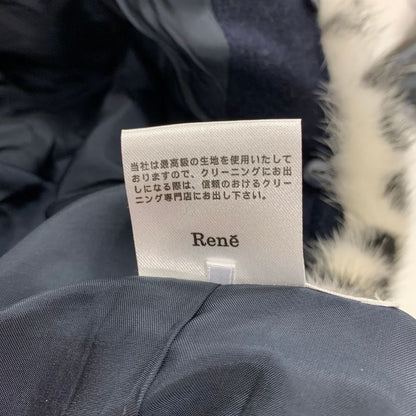 当社は最高級の生地を使用いたして
おりますので、クリーニングにお出
しになる際は、信頼のおけるクリー
ニング専門店にお出し下さい。
René